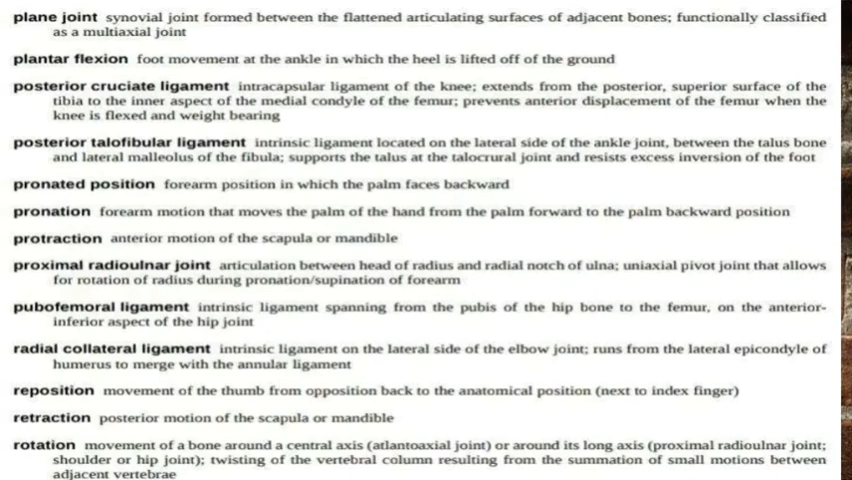 plane joint synovial joint formed between the flattened articulating surfaces of adjacent bones; functionally classified
as a multiaxial joint
plantar flexion foot movement at the ankle in which the heel is lifted off of the ground
posterior cruciate ligament intracapsular ligament of the knee; extends from the posterior, superior surface of the
tibia to the inner aspect of the medial condyle of the femur; prevents anterior displacement of the femur when the
knee is flexed and weight bearing
posterior talofibular ligament intrinsic ligament located on the lateral side of the ankle joint, between the talus bone
and lateral malleolus of the fibula; supports the talus at the talocrural joint and resists excess inversion of the foot
pronated position forearm position in which the palm faces backward
pronation forearm motion that moves the palm of the hand from the palm forward to the palm backward position
protraction anterior motion of the scapula or mandible
proximal radioulnar joint articulation between head of radius and radial notch of ulna; uniaxial pivot joint that allows
for rotation of radius during pronation/supination of forearm
pubofemoral ligament intrinsic ligament spanning from the pubis of the hip bone to the femur, on the anterior-
inferior aspect of the hip joint
radial collateral ligament intrinsic ligament on the lateral side of the elbow joint; runs from the lateral epicondyle of
humerus to merge with the annular ligament
reposition movement of the thumb from opposition back to the anatomical position (next to index finger)
retraction posterior motion of the scapula or mandible
rotation movement of a bone around a central axis (atlantoaxial joint) or around its long axis (proximal radioulnar joint;
shoulder or hip joint); twisting of the vertebral column resulting from the summation of small motions between
adjacent vertebrae